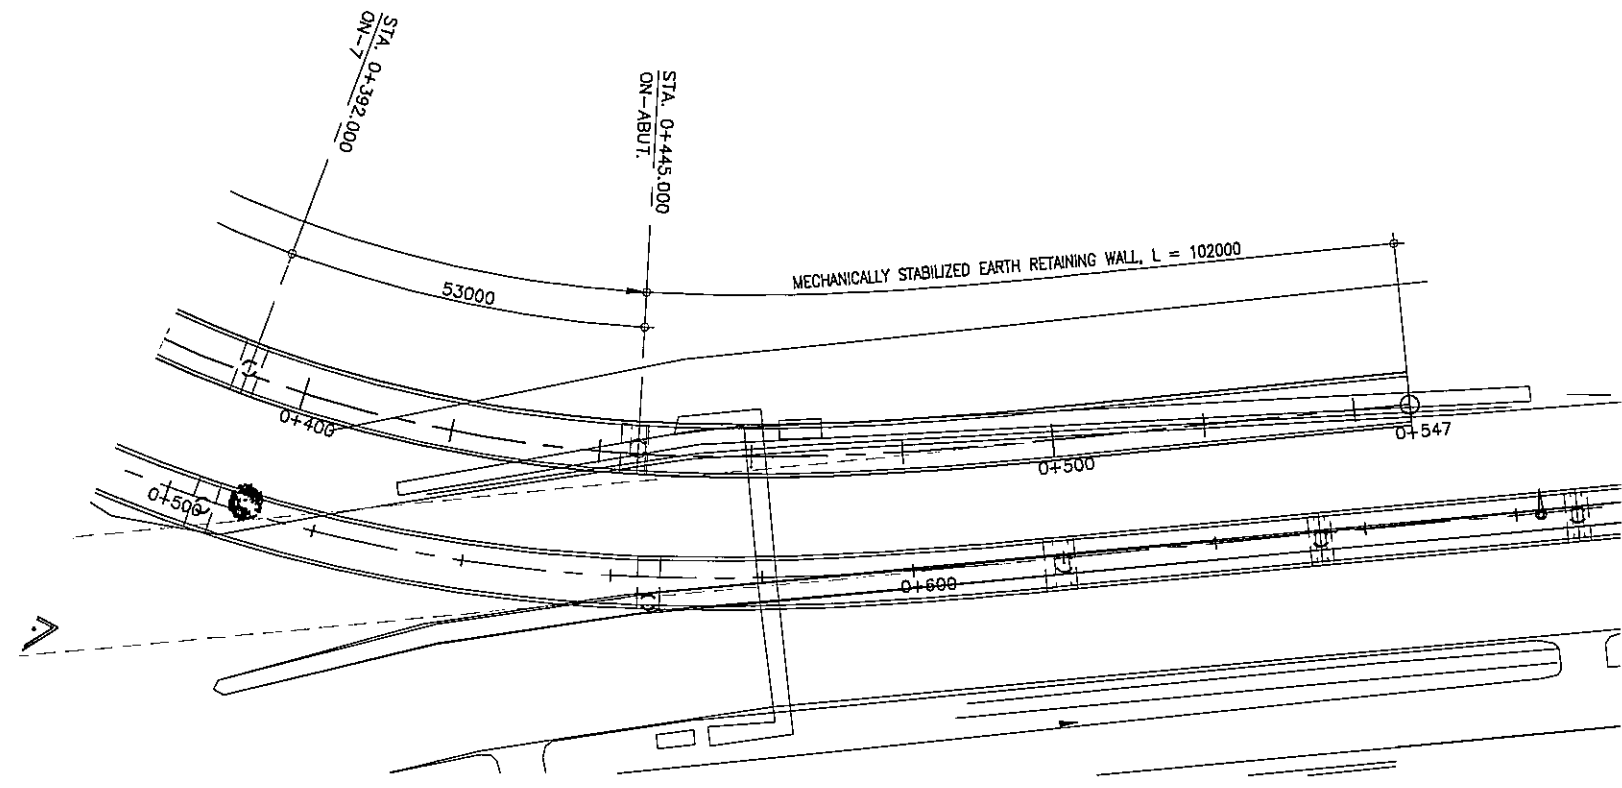 STA. 0+392.000
ON-7
STA. 0+445.000
ON-ABUT.
MECHANICALLY STABILIZED EARTH RETAINING WALL, L = 102000
53000
0+400
0+547
0+500
0+500
0+600